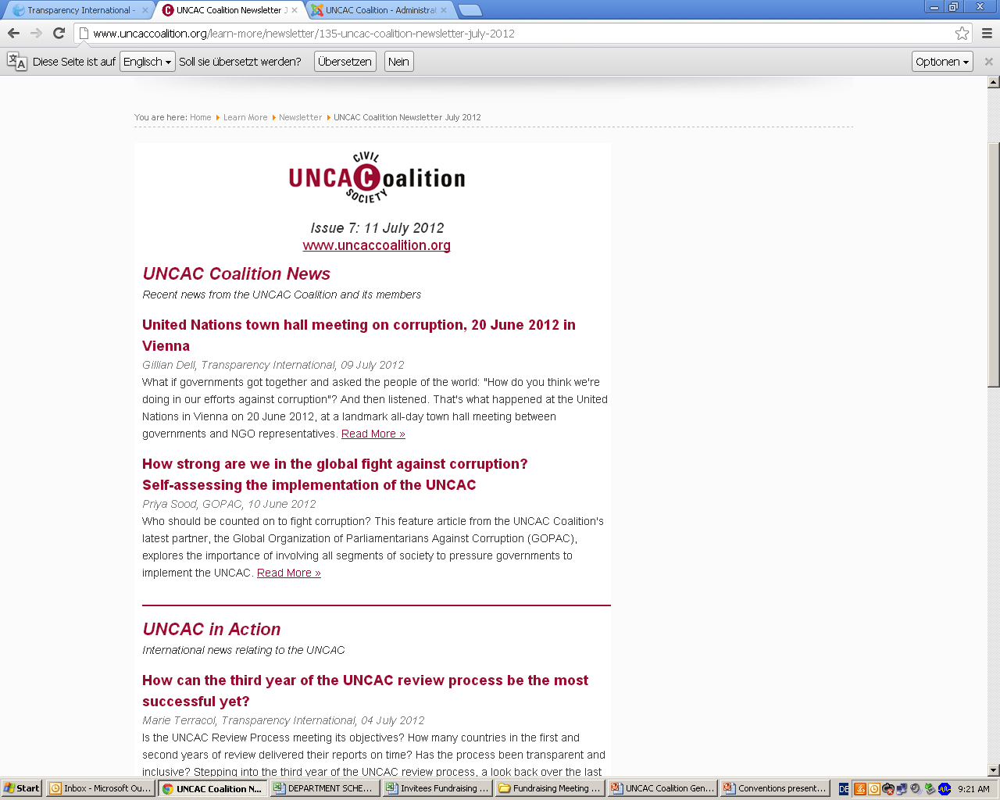 Transparency International -
UNCAC Coalition Newsletter J
UNCAC Coalition - Administrat
www.uncaccoalition.org/learn-more/newsletter/135-uncac-coalition-newsletter-july-2012
Diese Seite ist auf Englisch Soll sie übersetzt werden? Übersetzen Nein Optionen
You are here: Home Learn More Newsletter UNCAC Coalition Newsletter July 2012
CIVIL
UNCACoalition
SOCIETY
Issue 7: 11 July 2012
www.uncaccoalition.org
UNCAC Coalition News
Recent news from the UNCAC Coalition and its members
United Nations town hall meeting on corruption, 20 June 2012 in
Vienna
Gillian Dell, Transparency International, 09 July 2012
What if governments got together and asked the people of the world: "How do you think we're
doing in our efforts against corruption"? And then listened. That's what happened at the United
Nations in Vienna on 20 June 2012, at a landmark all-day town hall meeting between
governments and NGO representatives. Read More »
How strong are we in the global fight against corruption?
Self-assessing the implementation of the UNCAC
Priya Sood, GOPAC, 10 June 2012
Who should be counted on to fight corruption? This feature article from the UNCAC Coalition's
latest partner, the Global Organization of Parliamentarians Against Corruption (GOPAC),
explores the importance of involving all segments of society to pressure governments to
implement the UNCAC. Read More »
UNCAC in Action
International news relating to the UNCAC
How can the third year of the UNCAC review process be the most
successful yet?
Marie Terracol, Transparency International, 04 July 2012
Is the UNCAC Review Process meeting its objectives? How many countries in the first and
second years of review delivered their reports on time? Has the process been transparent and
inclusive? Stepping into the third year of the UNCAC review process, a look back over the last
Start Inbox - Microsoft Ou... UNCAC Coalition N... DEPARTMENT SCHE... Invitees Fundraising ... Fundraising Meeting ... UNCAC Coalition Gen... Conventions present... DE 9:21 AM